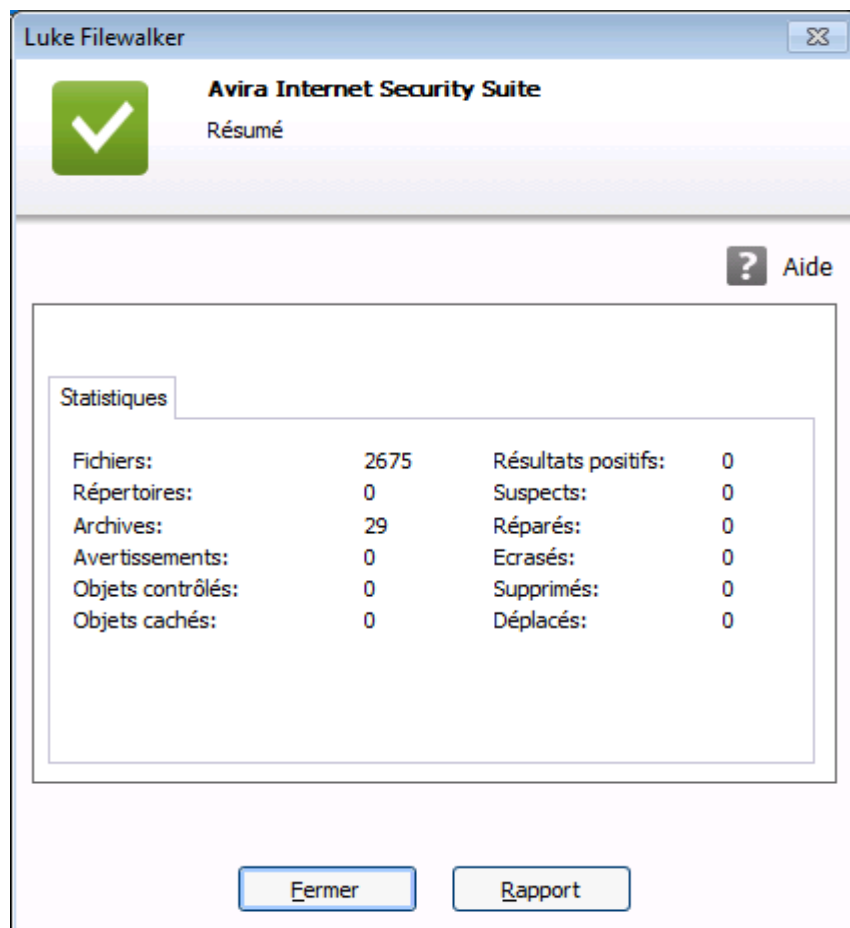 Luke Filewalker
Avira Internet Security Suite
Résumé
? Aide
Statistiques
Fichiers: 2675 Résultats positifs: 0
Répertoires: 0 Suspects: 0
Archives: 29 Réparés: 0
Avertissements: 0 Ecrasés: 0
Objets contrôlés: 0 Supprimés: 0
Objets cachés: 0 Déplacés: 0
Fermer Rapport